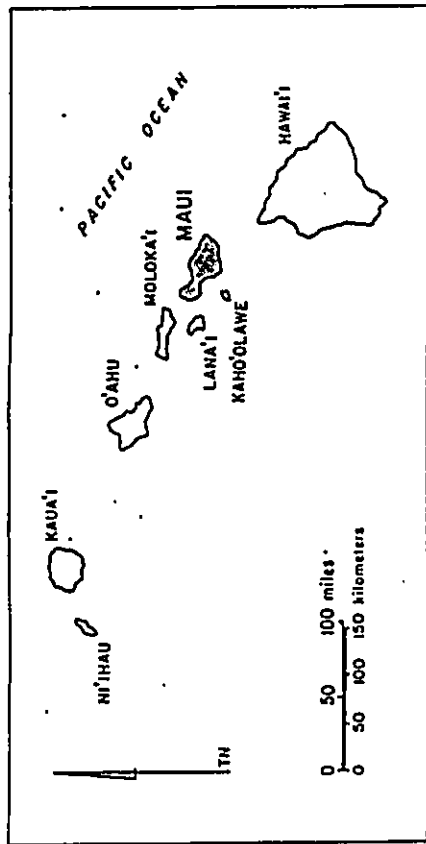 PACIFIC OCEAN
KAUA'I
NI'IHAU
O'AHU
MOLOKA'I
MAUI
LANA'I
KAHO'OLAWE
HAWAI'I
TN
0 50 100 miles
0 50 100 150 kilometers